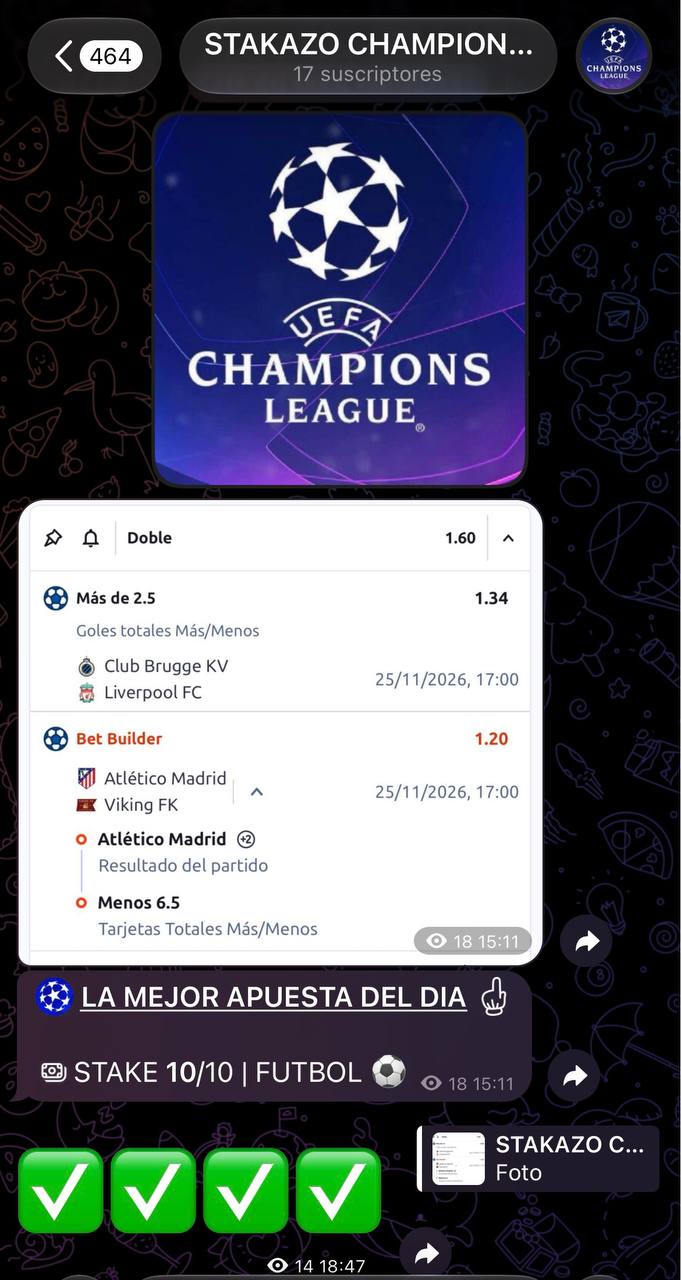 464
STAKAZO CHAMPION...
17 suscriptores
UEFA
CHAMPIONS
LEAGUE
UEFA
CHAMPIONS
LEAGUE®
Doble 1.60
Más de 2.5 1.34
Goles totales Más/Menos
Club Brugge KV
Liverpool FC
25/11/2026, 17:00
Bet Builder 1.20
Atlético Madrid
Viking FK
25/11/2026, 17:00
Atlético Madrid +2
Resultado del partido
Menos 6.5
Tarjetas Totales Más/Menos
18 15:11
LA MEJOR APUESTA DEL DIA
STAKE 10/10 | FUTBOL
18 15:11
STAKAZO C...
Foto
14 18:47